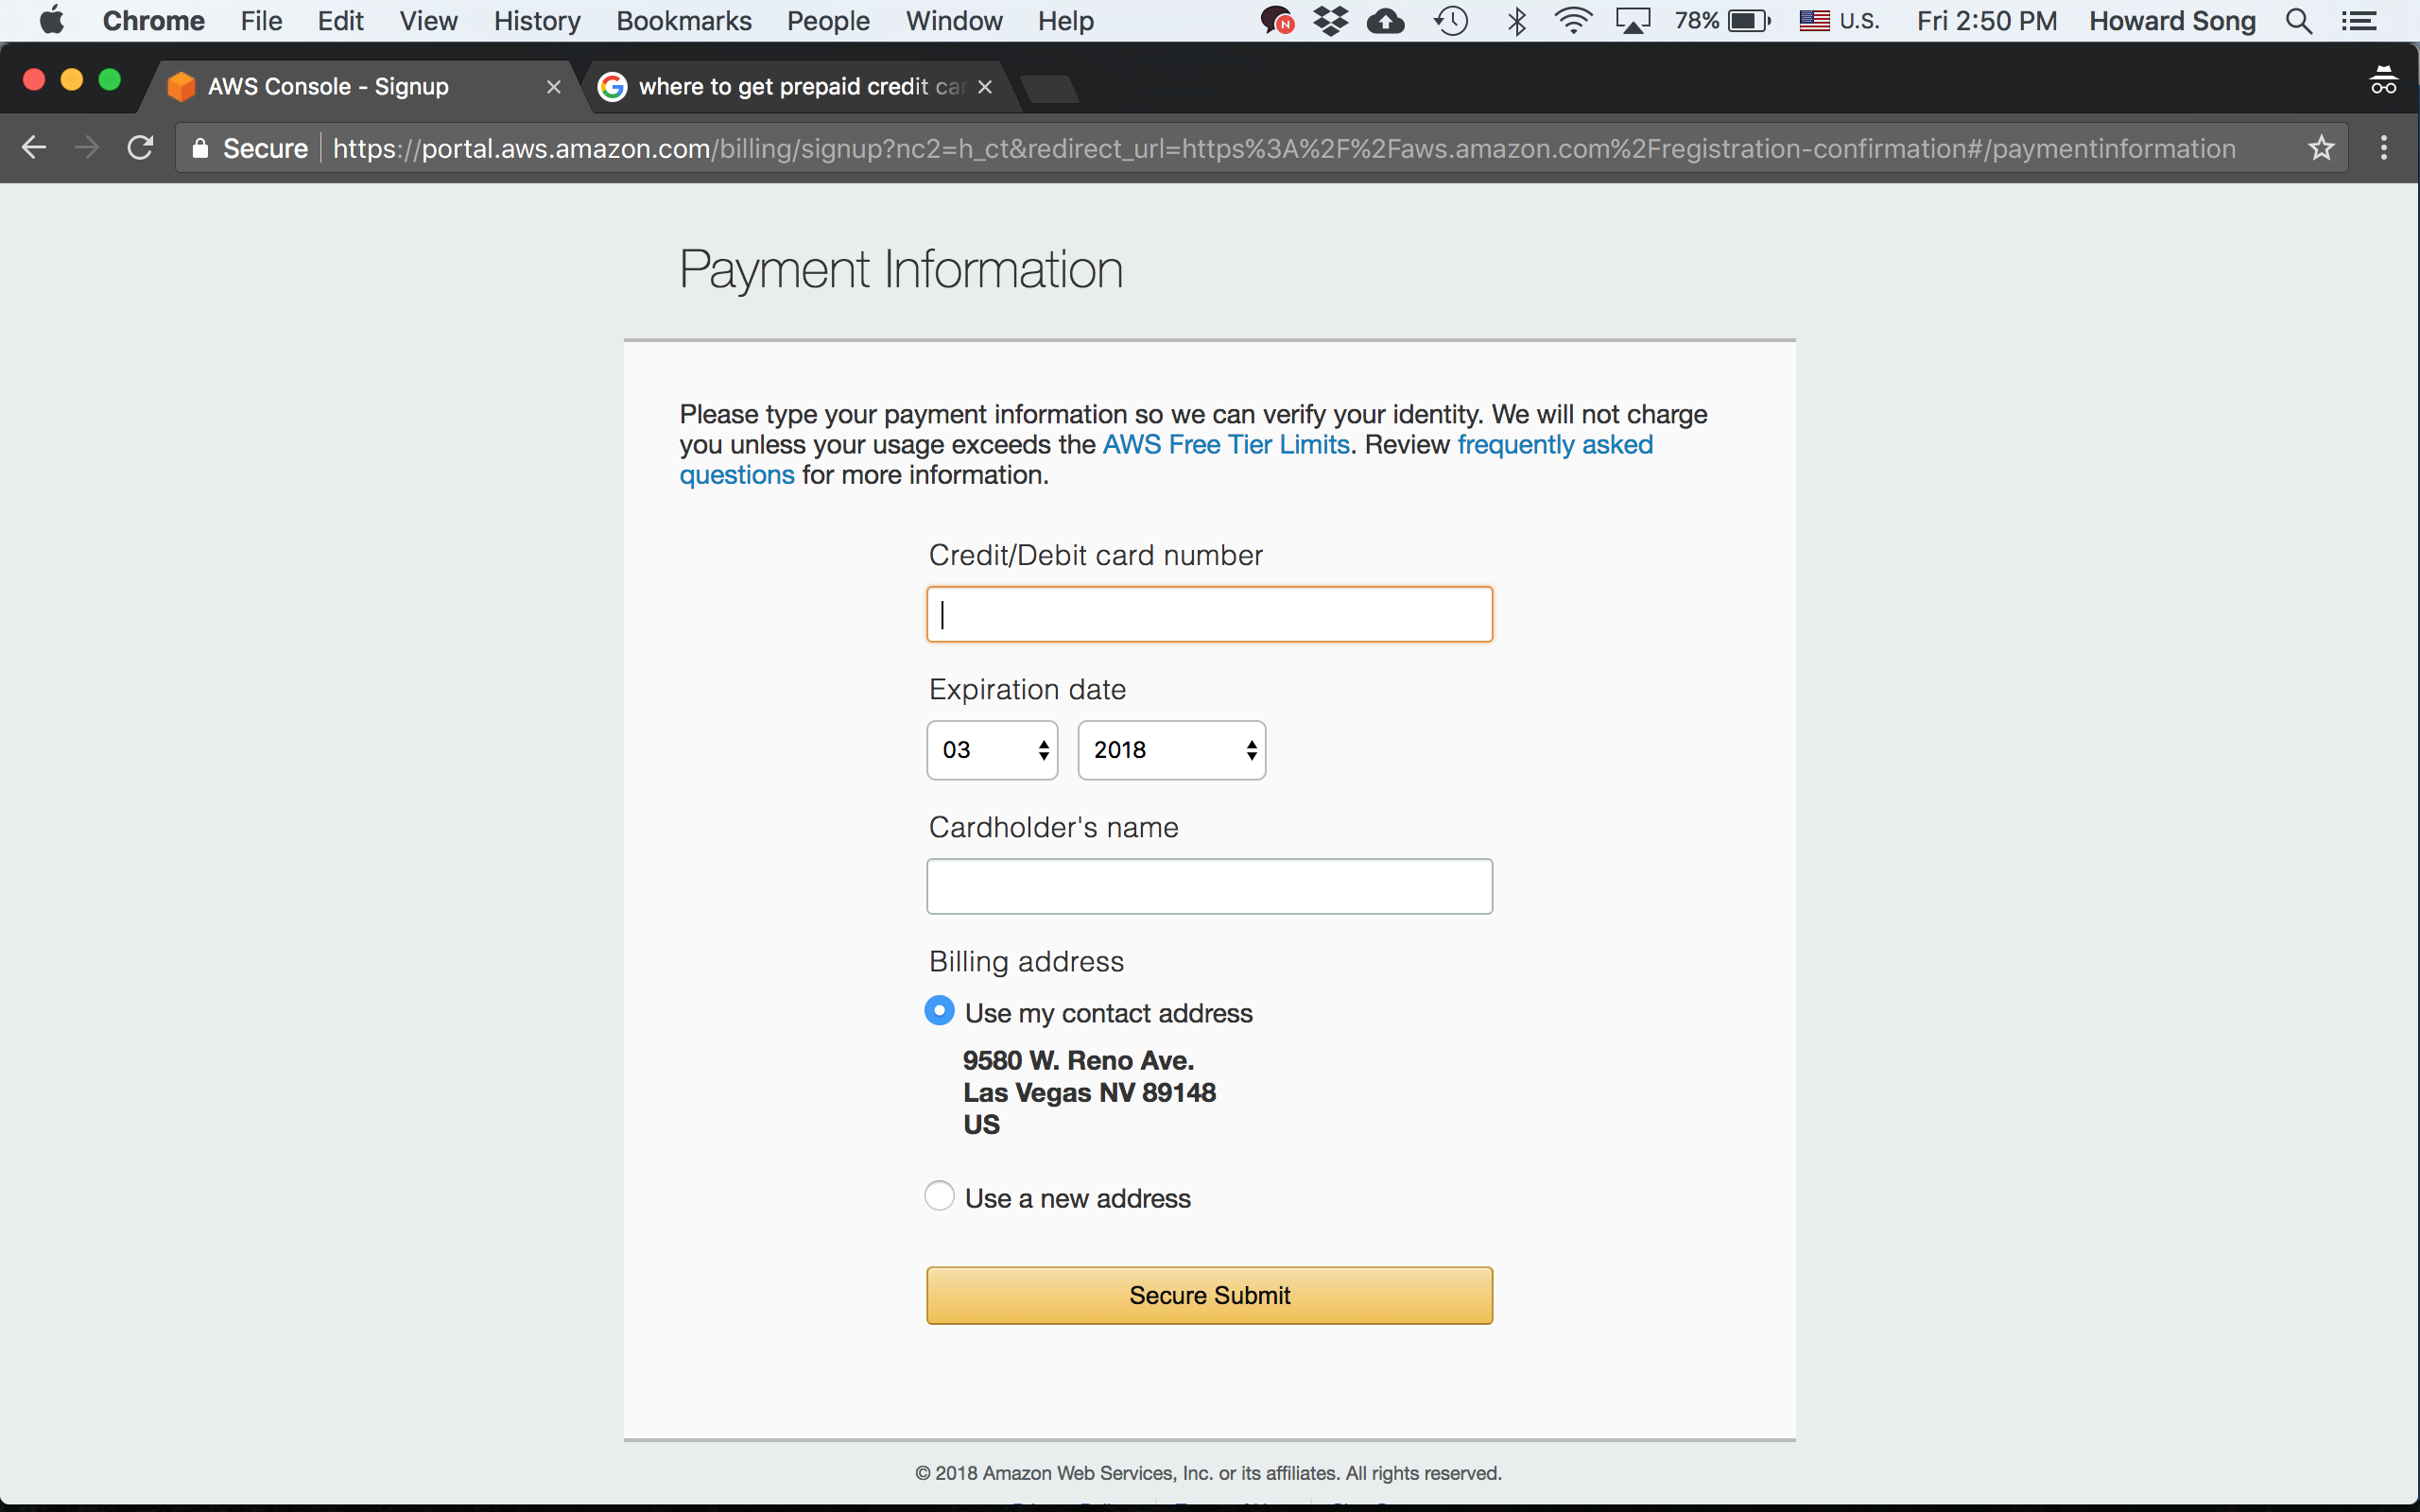 Chrome File Edit View History Bookmarks People Window Help N 78% U.S. Fri 2:50 PM Howard Song
AWS Console - Signup where to get prepaid credit car
Secure https://portal.aws.amazon.com/billing/signup?nc2=h_ct&redirect_url=https%3A%2F%2Faws.amazon.com%2Fregistration-confirmation#/paymentinformation
Payment Information
Please type your payment information so we can verify your identity. We will not charge
you unless your usage exceeds the AWS Free Tier Limits. Review frequently asked
questions for more information.
Credit/Debit card number
Expiration date
03 2018
Cardholder's name
Billing address
Use my contact address
9580 W. Reno Ave.
Las Vegas NV 89148
US
Use a new address
Secure Submit
© 2018 Amazon Web Services, Inc. or its affiliates. All rights reserved.